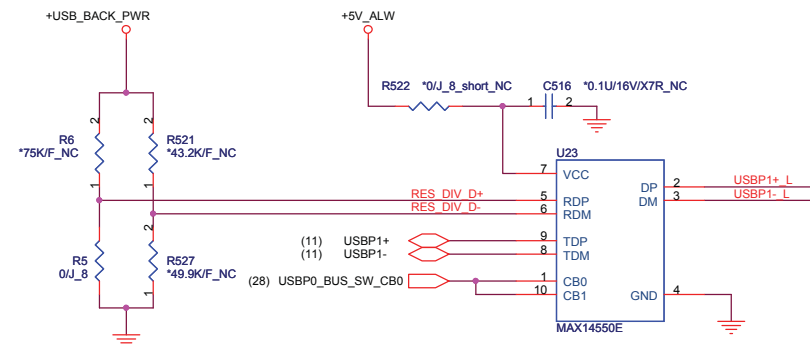 +USB_BACK_PWR
+5V_ALW
R522 *0/J_8_short_NC C516 *0.1U/16V/X7R_NC
1 2
2 2
R6 R521
*75K/F_NC *43.2K/F_NC
1 1
U23
7 VCC
RES_DIV_D+ 5 RDP
RES_DIV_D- 6 RDM
DP 2 USBP1+_L
DM 3 USBP1-_L
2
(11) USBP1+ 9 TDP
(11) USBP1- 8 TDM
R5 R527
0/J_8 *49.9K/F_NC
1
(28) USBP0_BUS_SW_CB0 1 CB0
10 CB1
GND 4
MAX14550E